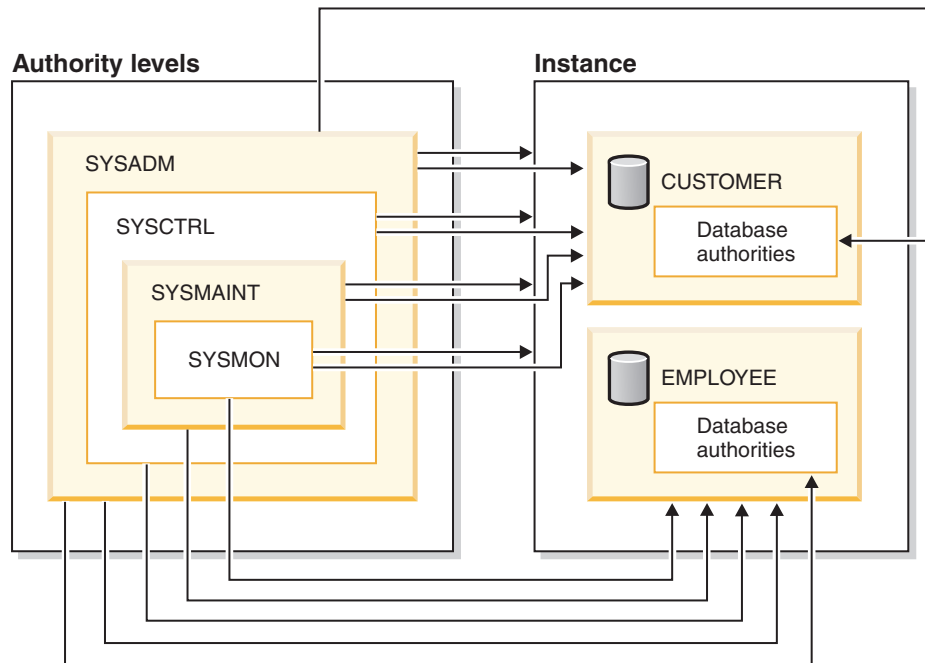 Authority levels
Instance
SYSADM
SYSCTRL
SYSMAINT
SYSMON
CUSTOMER
Database
authorities
EMPLOYEE
Database
authorities